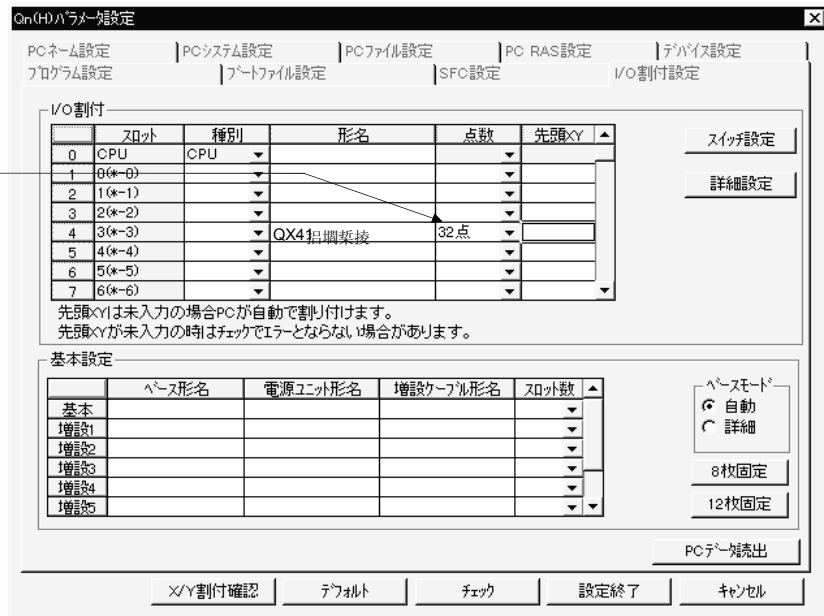 Qn(H)パラメータ設定
PCネーム設定 PCシステム設定 PCファイル設定 PC RAS設定 デバイス設定
プログラム設定 ブートファイル設定 SFC設定 I/O割付設定
I/O割付
スロット 種別 形名 点数 先頭XY
0 CPU CPU
1 0(*-0)
2 1(*-1)
3 2(*-2)
4 3(*-3) QX41 32点
5 4(*-4)
6 5(*-5)
7 6(*-6)
スイッチ設定
詳細設定
先頭XYは未入力の場合PCが自動で割り付けます。
先頭XYが未入力の時はチェックでエラーとならない場合があります。
基本設定
ベース形名 電源ユニット形名 増設ケーブル形名 スロット数
基本
増設1
増設2
増設3
増設4
増設5
ベースモード
自動
詳細
8枚固定
12枚固定
PCデータ読出
X/Y割付確認 デフォルト チェック 設定終了 キャンセル